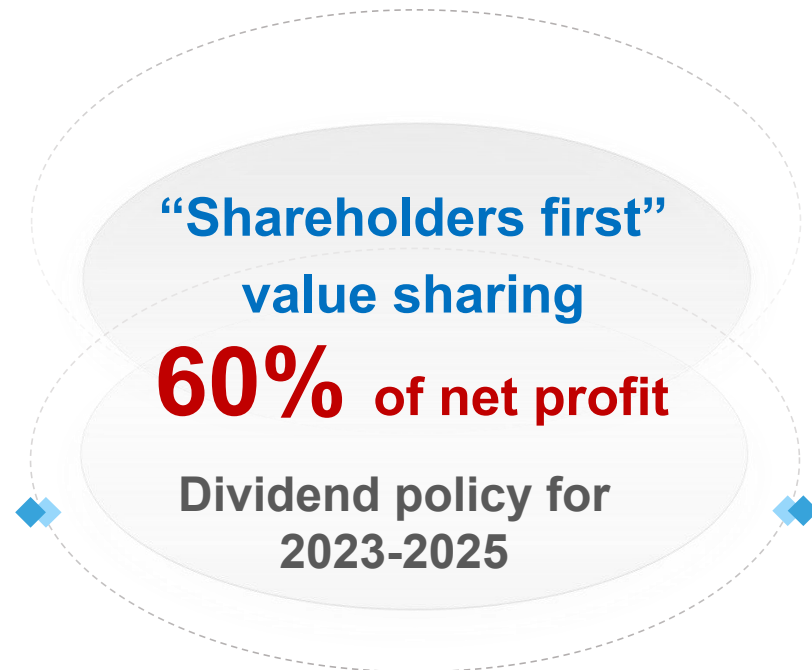 “Shareholders first”
value sharing
60% of net profit
Dividend policy for
2023-2025